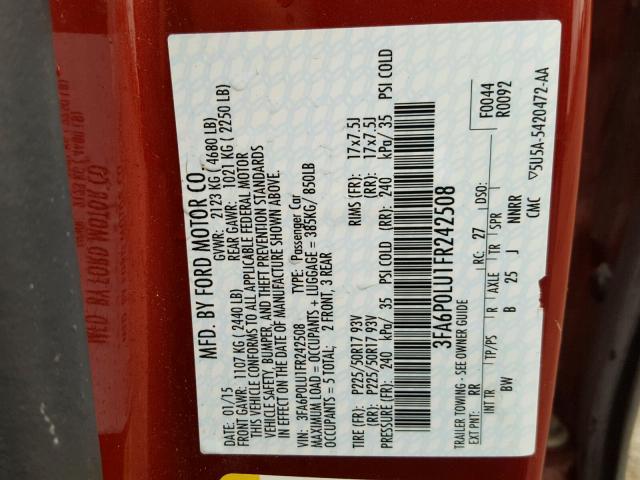 MFD. BY FORD MOTOR CO.
DATE: 01/15 GVWR: 2123 KG ( 4680 LB)
FRONT GAWR: 1107 KG ( 2440 LB) REAR GAWR: 1021 KG ( 2250 LB)
THIS VEHICLE CONFORMS TO ALL APPLICABLE FEDERAL MOTOR
VEHICLE SAFETY, BUMPER, AND THEFT PREVENTION STANDARDS
IN EFFECT ON THE DATE OF MANUFACTURE SHOWN ABOVE.
VIN: 3FA6P0LU1FR242508 TYPE: Passenger Car
MAXIMUM LOAD = OCCUPANTS + LUGGAGE = 385KG/ 850LB
OCCUPANTS = 5 TOTAL; 2 FRONT, 3 REAR
TIRE (FR): P225/50R17 93V RIMS (FR): 17x7.5J
TIRE (RR): P225/50R17 93V (RR): 17x7.5J
PRESSURE (FR): 240 kPa/ 35 PSI COLD (RR): 240 kPa/ 35 PSI COLD
3FA6P0LU1FR242508
TRAILER TOWING - SEE OWNER GUIDE
F0044
R0092
EXT PNT: RR RC: 27 DSO:
INT TR TP/PS R AXLE TR SPR
BW B 25 J NNRR
CMC ▽5U5A-5420472-AA